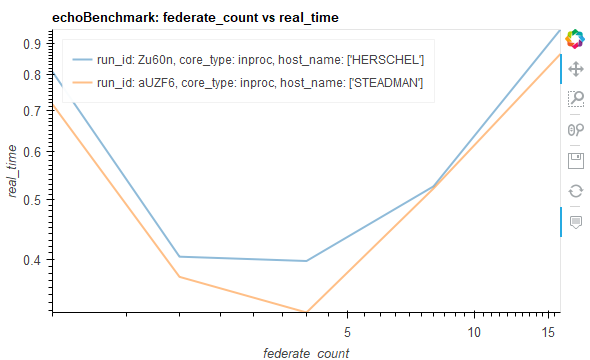 echoBenchmark: federate_count vs real_time
run_id: Zu60n, core_type: inproc, host_name: ['HERSCHEL']
run_id: aUZF6, core_type: inproc, host_name: ['STEADMAN']
real_time
0.9
0.8
0.7
0.6
0.5
0.4
5
10
15
federate_count